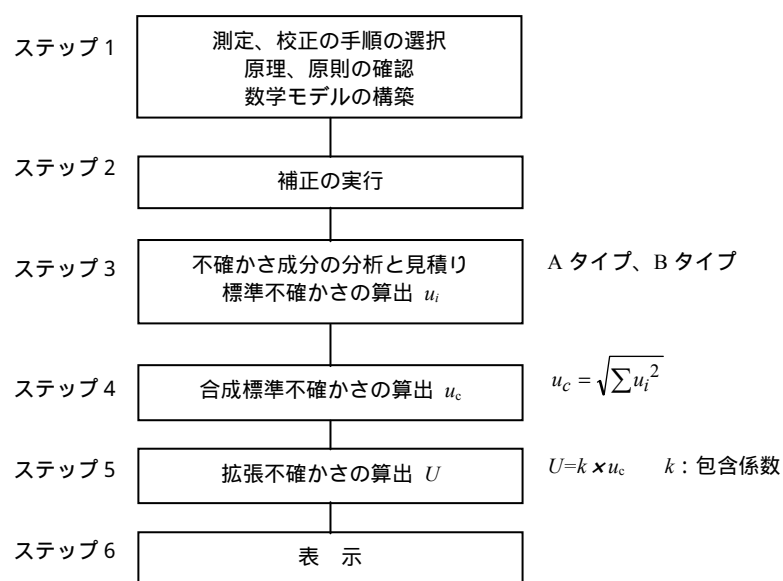 ステップ 1
測定、校正の手順の選択
原理、原則の確認
数学モデルの構築
ステップ 2
補正の実行
ステップ 3
不確かさ成分の分析と見積り
標準不確かさの算出 uᵢ
A タイプ、B タイプ
ステップ 4
合成標準不確かさの算出 u_c
u_c = √∑uᵢ²
ステップ 5
拡張不確かさの算出 U
U=k×u_c k：包含係数
ステップ 6
表　示